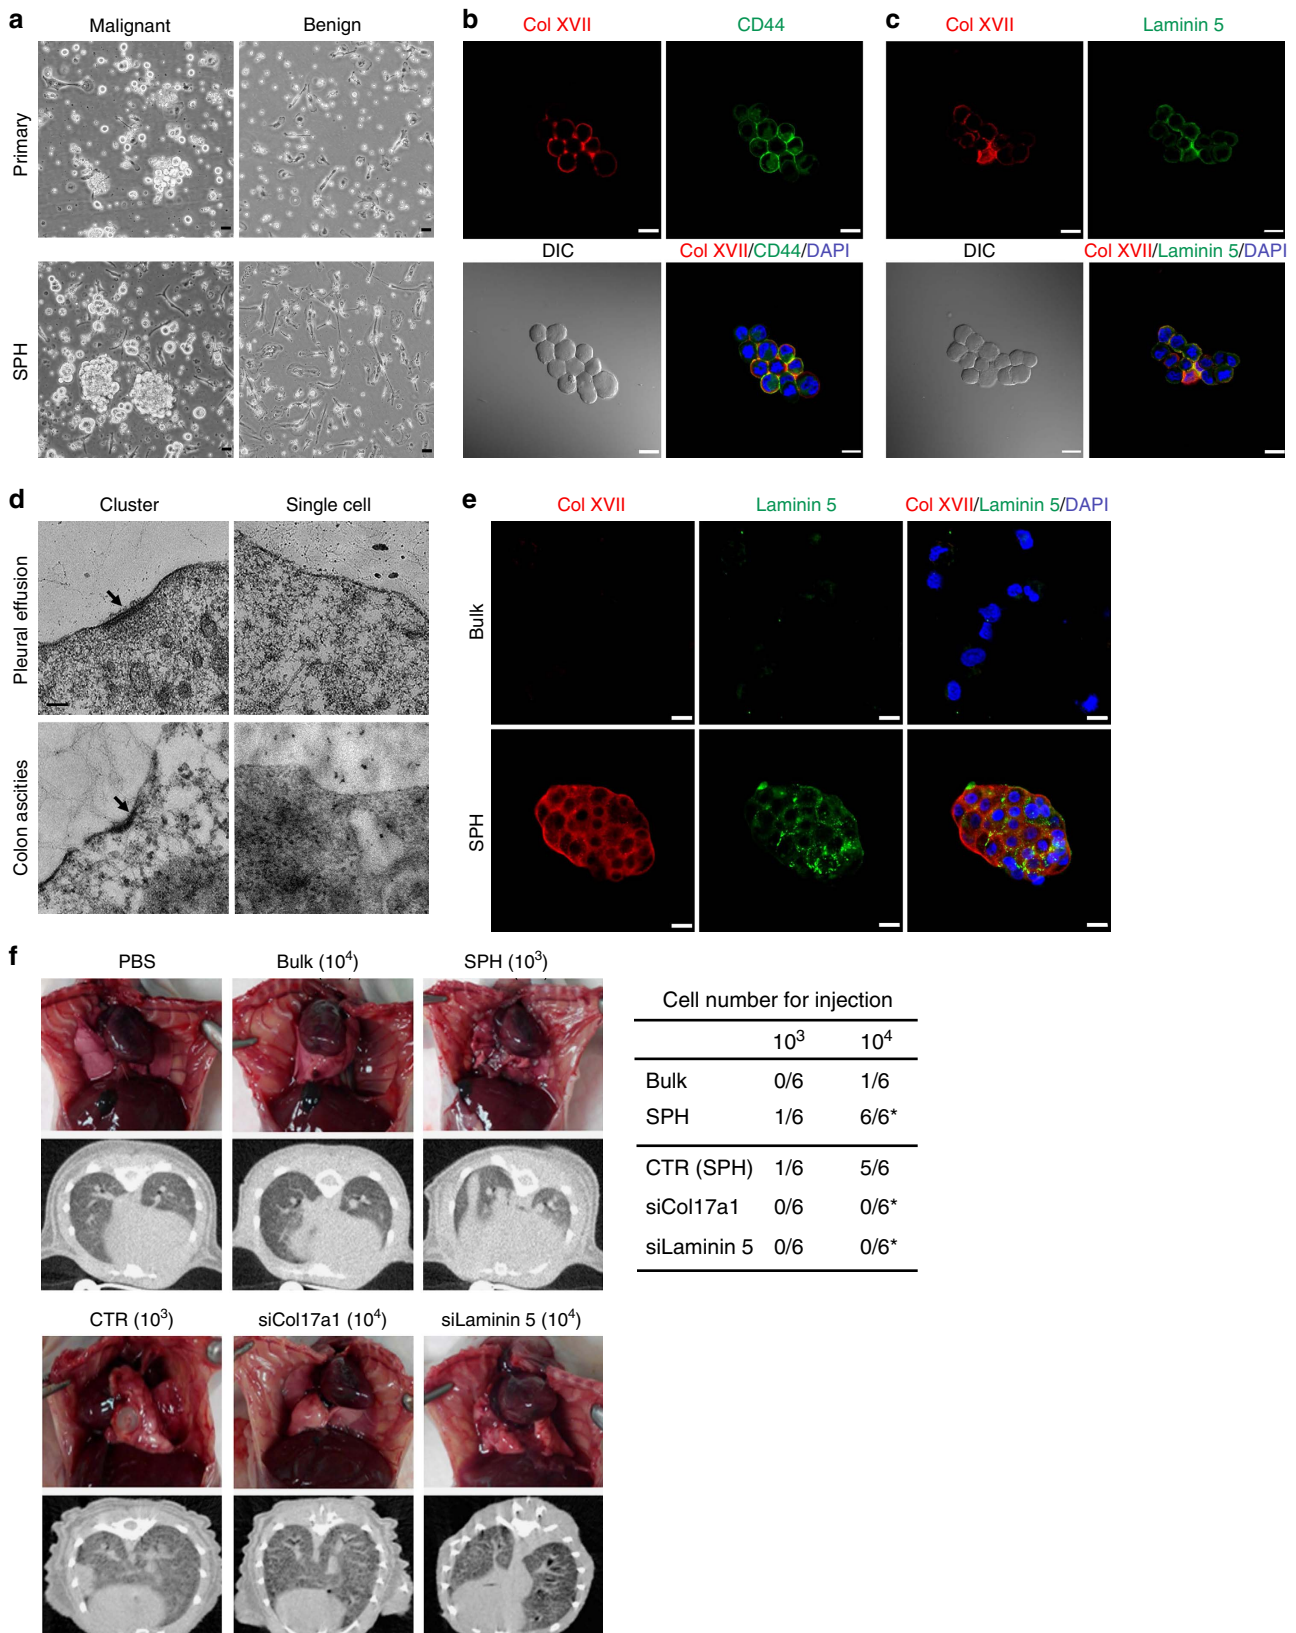 a
Malignant
Benign
Primary
SPH
b
Col XVII
CD44
DIC
Col XVII/CD44/DAPI
c
Col XVII
Laminin 5
DIC
Col XVII/Laminin 5/DAPI
d
Cluster
Single cell
Pleural effusion
Colon ascities
e
Col XVII
Laminin 5
Col XVII/Laminin 5/DAPI
Bulk
SPH
f
PBS
Bulk (10⁴)
SPH (10³)
CTR (10³)
siCol17a1 (10⁴)
siLaminin 5 (10⁴)
Cell number for injection
10³ 10⁴
Bulk 0/6 1/6
SPH 1/6 6/6*
CTR (SPH) 1/6 5/6
siCol17a1 0/6 0/6*
siLaminin 5 0/6 0/6*